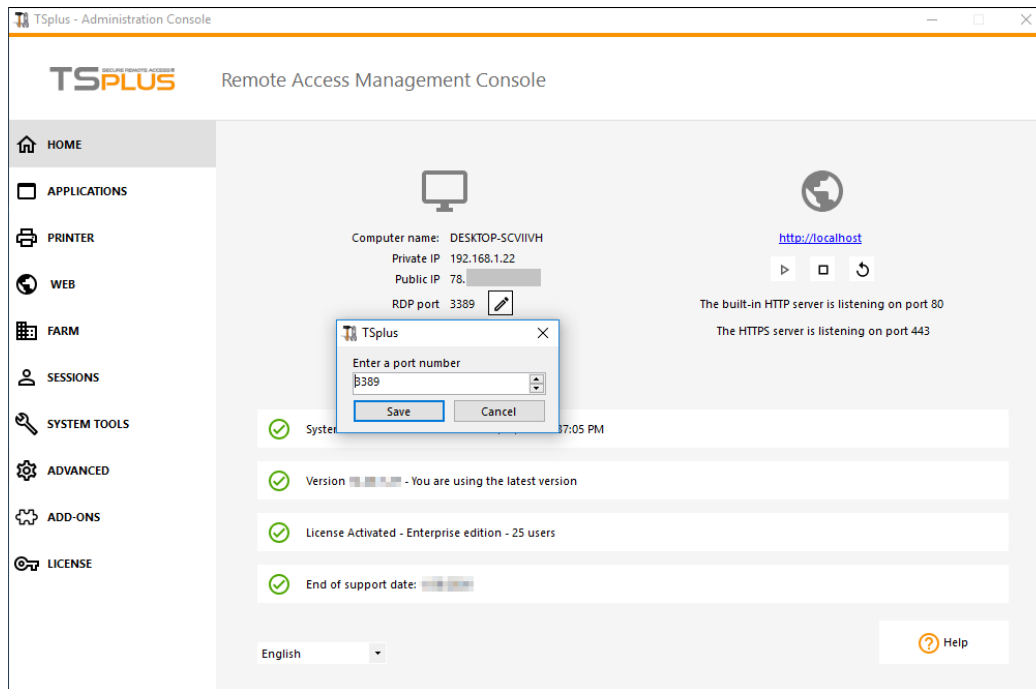 TSplus - Administration Console
TSPLUS
SECURE REMOTE ACCESS
Remote Access Management Console
HOME
APPLICATIONS
PRINTER
WEB
FARM
SESSIONS
SYSTEM TOOLS
ADVANCED
ADD-ONS
LICENSE
Computer name: DESKTOP-SCVIIVH
Private IP 192.168.1.22
Public IP 78.
RDP port 3389
http://localhost
The built-in HTTP server is listening on port 80
The HTTPS server is listening on port 443
TSplus
Enter a port number
3389
Save Cancel
37:05 PM
Version - You are using the latest version
License Activated - Enterprise edition - 25 users
End of support date:
English
Help